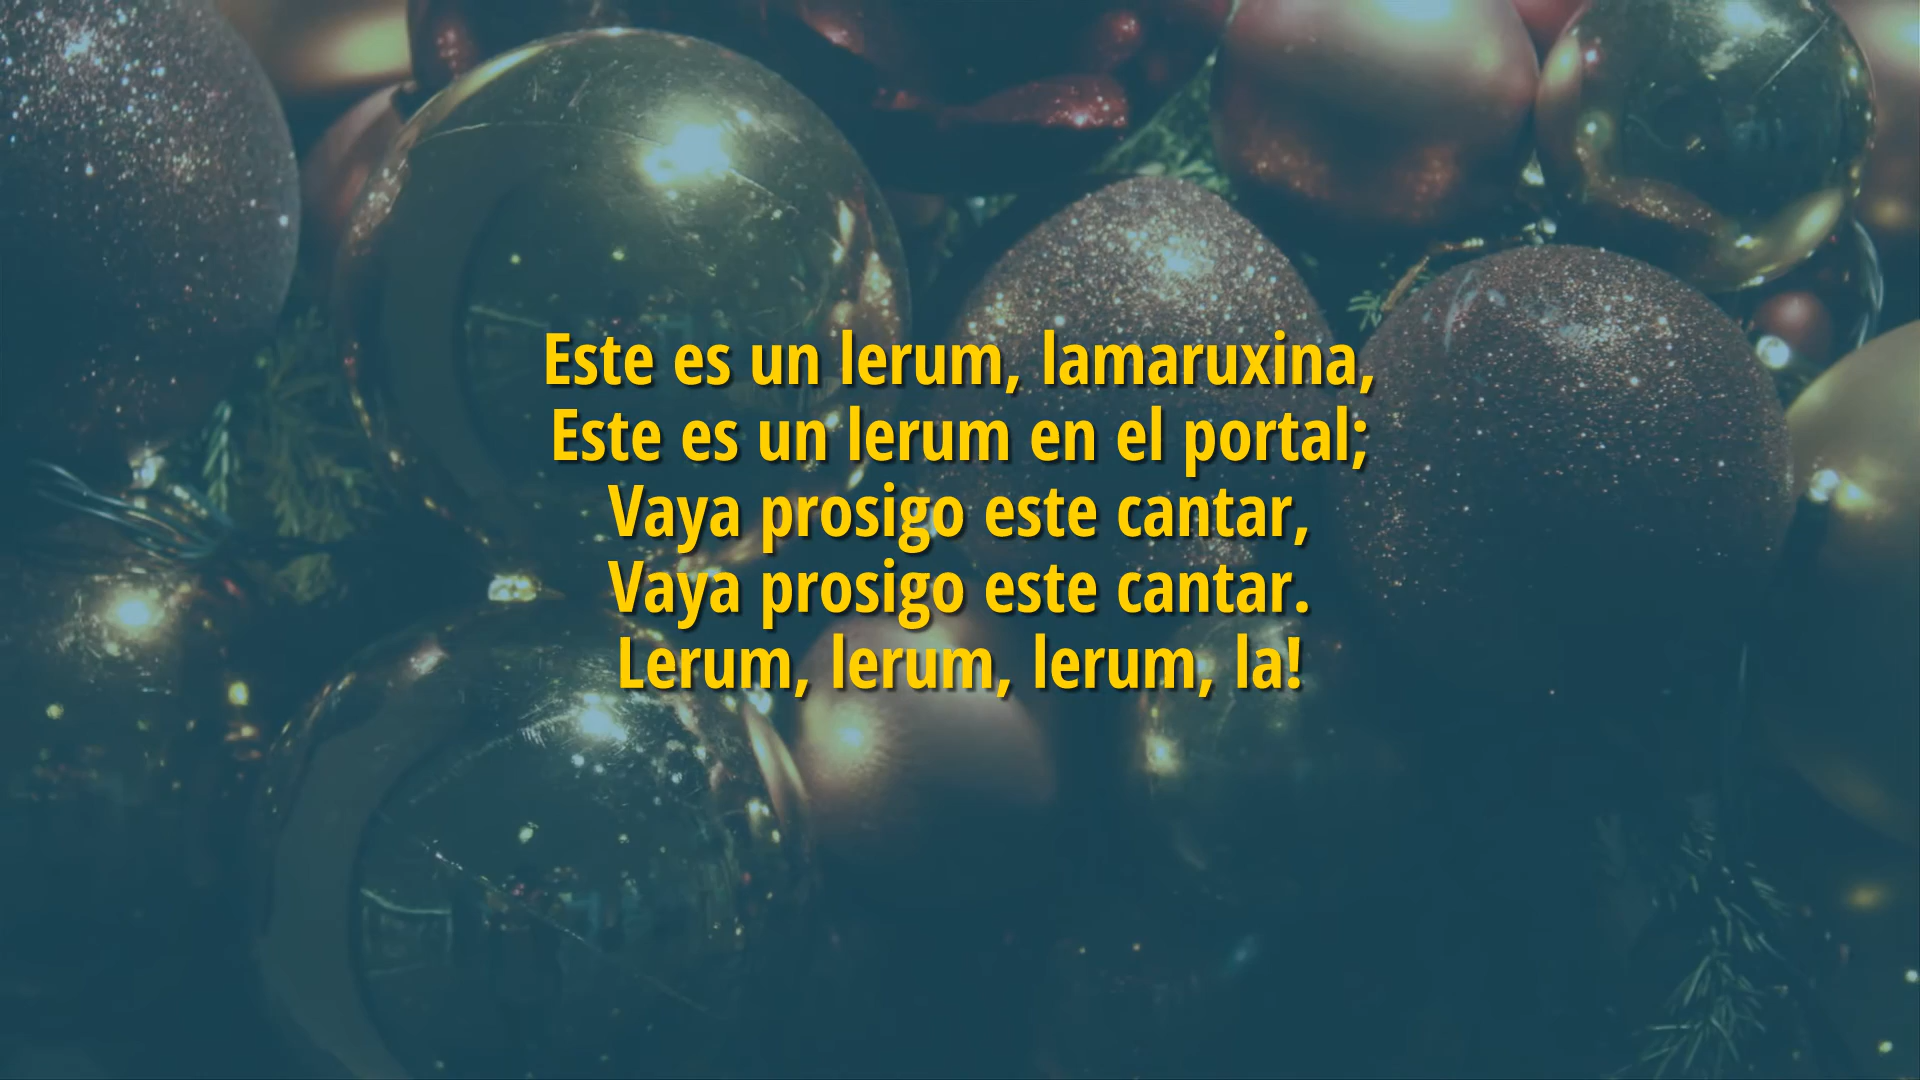 Este es un lerum, lamaruxina,
Este es un lerum en el portal;
Vaya prosigo este cantar,
Vaya prosigo este cantar.
Lerum, lerum, lerum, la!